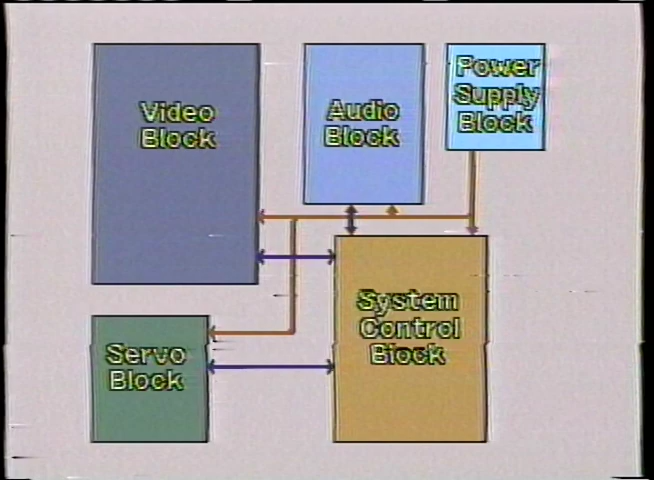 Video
Block
Audio
Block
Power
Supply
Block
System
Control
Block
Servo
Block